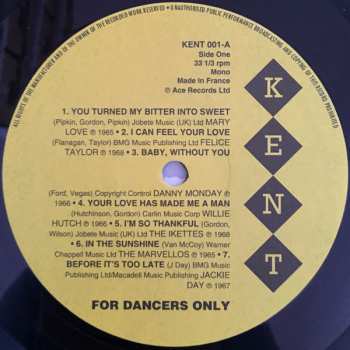 ALL RIGHTS OF THE MANUFACTURER AND OF THE OWNER OF THE RECORDED WORK RESERVED • UNAUTHORISED PUBLIC PERFORMANCE BROADCASTING AND COPYING OF THIS RECORD PROHIBITED
KENT 001-A
Side One
33 1/3 rpm
Mono
Made In France
℗ Ace Records Ltd
KENT
1. YOU TURNED MY BITTER INTO SWEET
(Pipkin, Gordon, Pipkin) Jobete Music (UK) Ltd MARY
LOVE ℗ 1965 • 2. I CAN FEEL YOUR LOVE
(Flanagan, Taylor) BMG Music Publishing Ltd FELICE
TAYLOR ℗ 1968 • 3. BABY, WITHOUT YOU
(Ford, Vegas) Copyright Control DANNY MONDAY ℗
1966 • 4. YOUR LOVE HAS MADE ME A MAN
(Hutchinson, Gordon) Carlin Music Corp WILLIE
HUTCH ℗ 1966 • 5. I'M SO THANKFUL (Gordon,
Wilson) Jobete Music (UK) Ltd THE IKETTES ℗ 1966
• 6. IN THE SUNSHINE (Van McCoy) Warner
Chappell Music Ltd THE MARVELLOS ℗ 1965 • 7.
BEFORE IT'S TOO LATE (J Day) BMG Music
Publishing Ltd/Macadell Music Publishing JACKIE
DAY ℗ 1967
FOR DANCERS ONLY